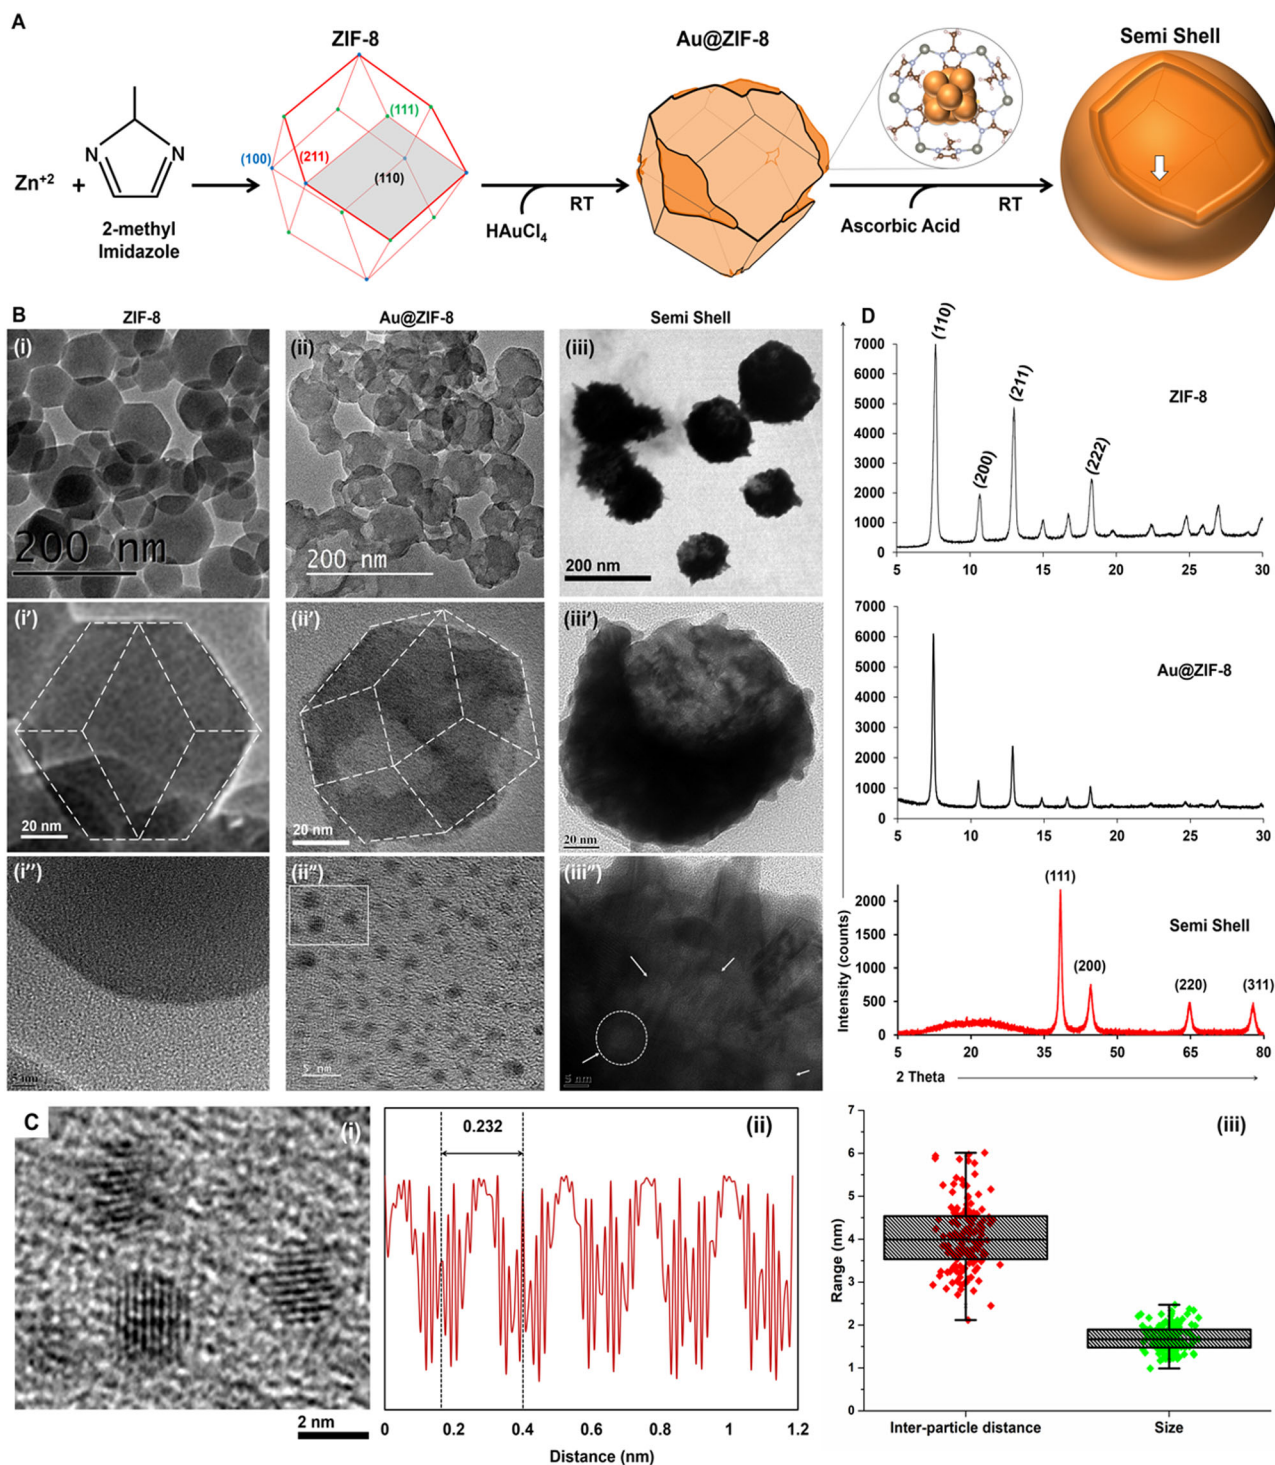 A
ZIF-8
Au@ZIF-8
Semi Shell
(111)
(100)
(211)
(110)
Zn+2 +
N
N
2-methyl
Imidazole
HAuCl4
RT
Ascorbic Acid
RT
B
ZIF-8
Au@ZIF-8
Semi Shell
(i)
200 nm
(ii)
200 nm
(iii)
200 nm
(i')
20 nm
(ii')
20 nm
(iii')
20 nm
(i'')
5 nm
(ii'')
5 nm
(iii'')
5 nm
D
(110)
(200)
(211)
(222)
ZIF-8
7000
6000
5000
4000
3000
2000
1000
0
5 10 15 20 25 30
Au@ZIF-8
7000
6000
5000
4000
3000
2000
1000
0
5 10 15 20 25 30
Semi Shell
(111)
(200)
(220)
(311)
2000
1500
1000
500
0
5 20 35 50 65 80
Intensity (counts)
2 Theta
C
(i)
2 nm
(ii)
0.232
0 0.2 0.4 0.6 0.8 1 1.2
Distance (nm)
(iii)
Range (nm)
7
6
5
4
3
2
1
0
Inter-particle distance
Size